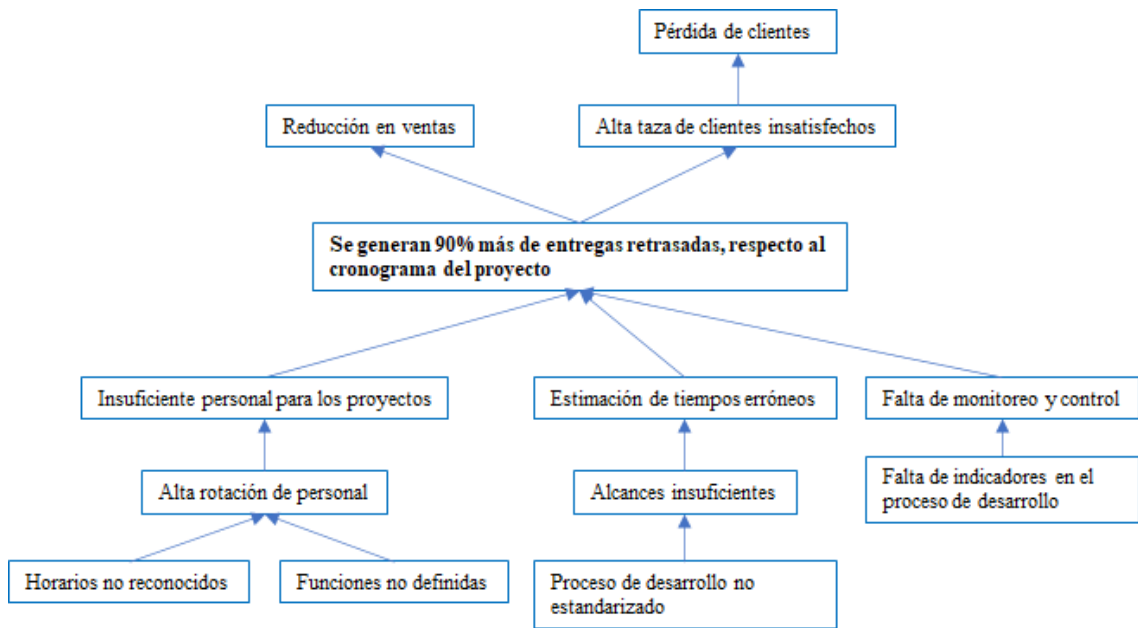 Pérdida de clientes
Reducción en ventas
Alta taza de clientes insatisfechos
Se generan 90% más de entregas retrasadas, respecto al
cronograma del proyecto
Insuficiente personal para los proyectos
Estimación de tiempos erróneos
Falta de monitoreo y control
Alta rotación de personal
Alcances insuficientes
Falta de indicadores en el
proceso de desarrollo
Horarios no reconocidos
Funciones no definidas
Proceso de desarrollo no
estandarizado